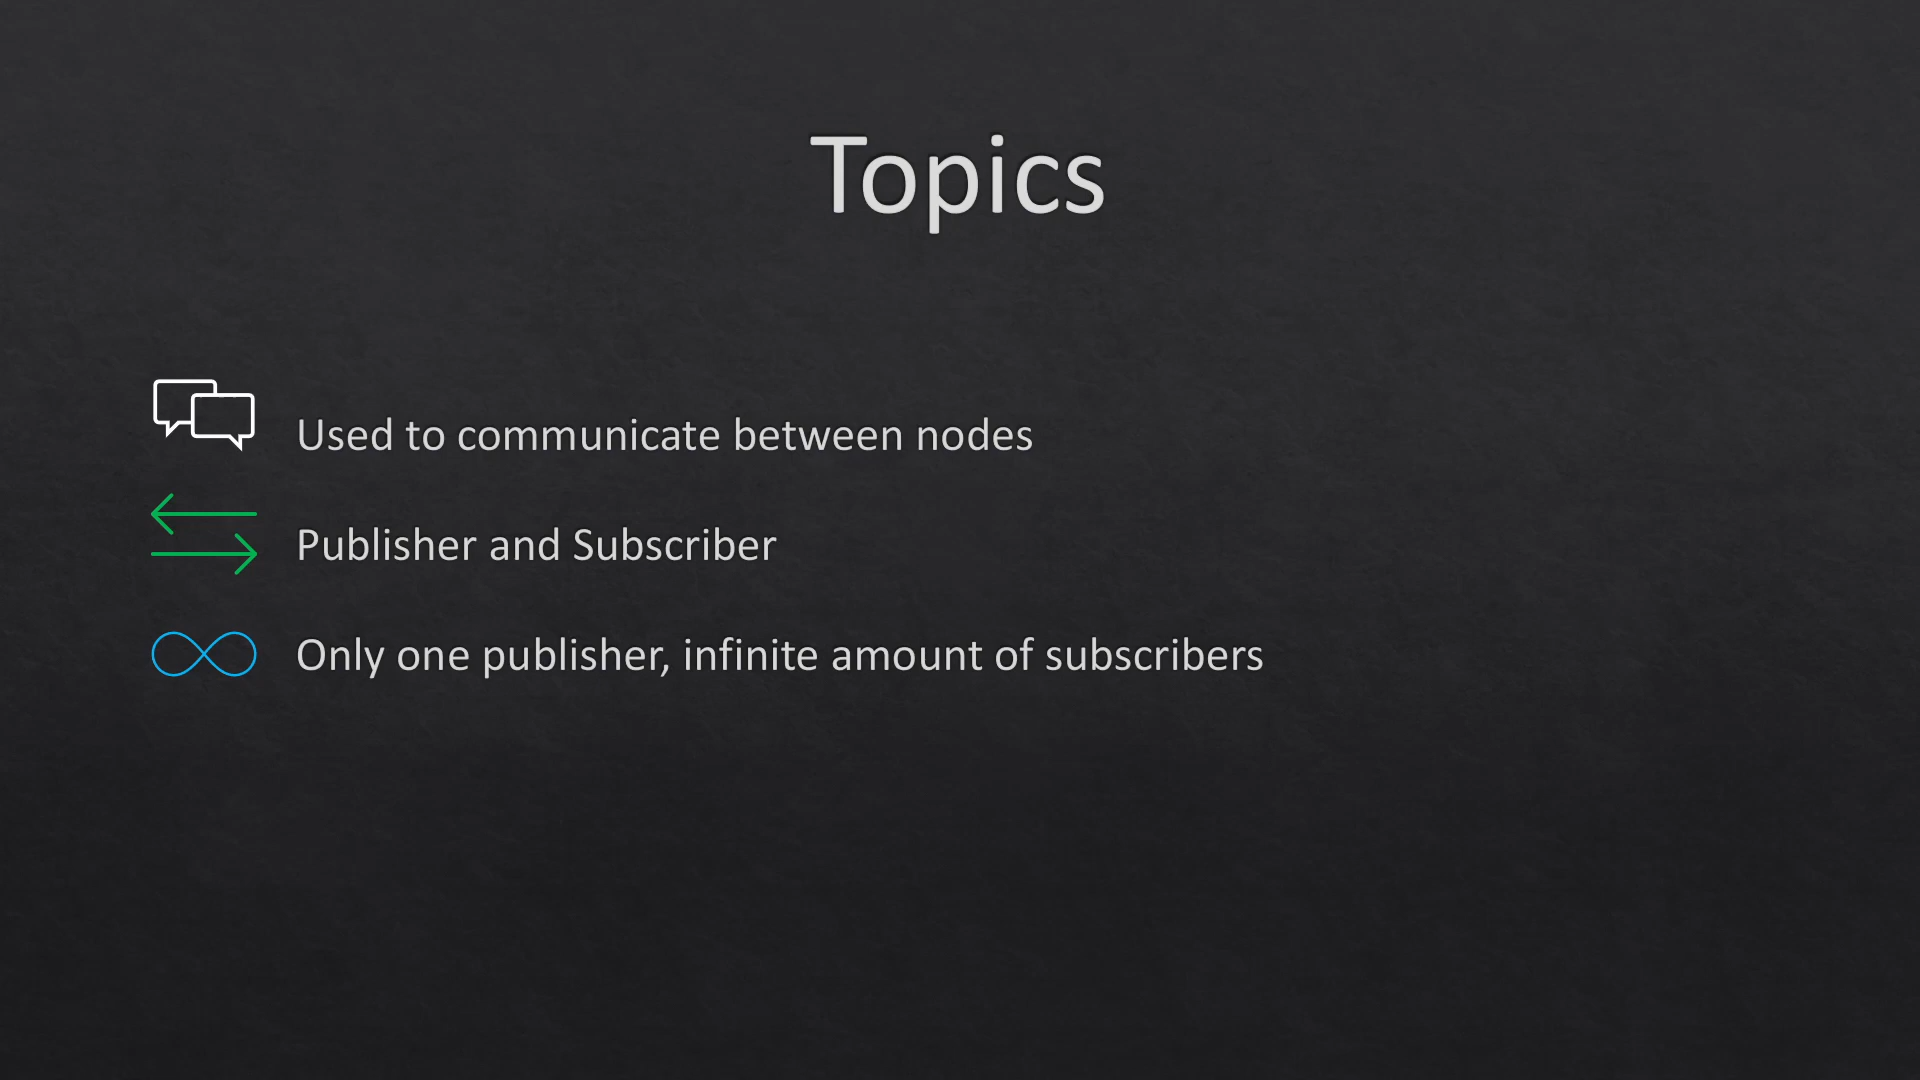 Topics
Used to communicate between nodes
Publisher and Subscriber
Only one publisher, infinite amount of subscribers